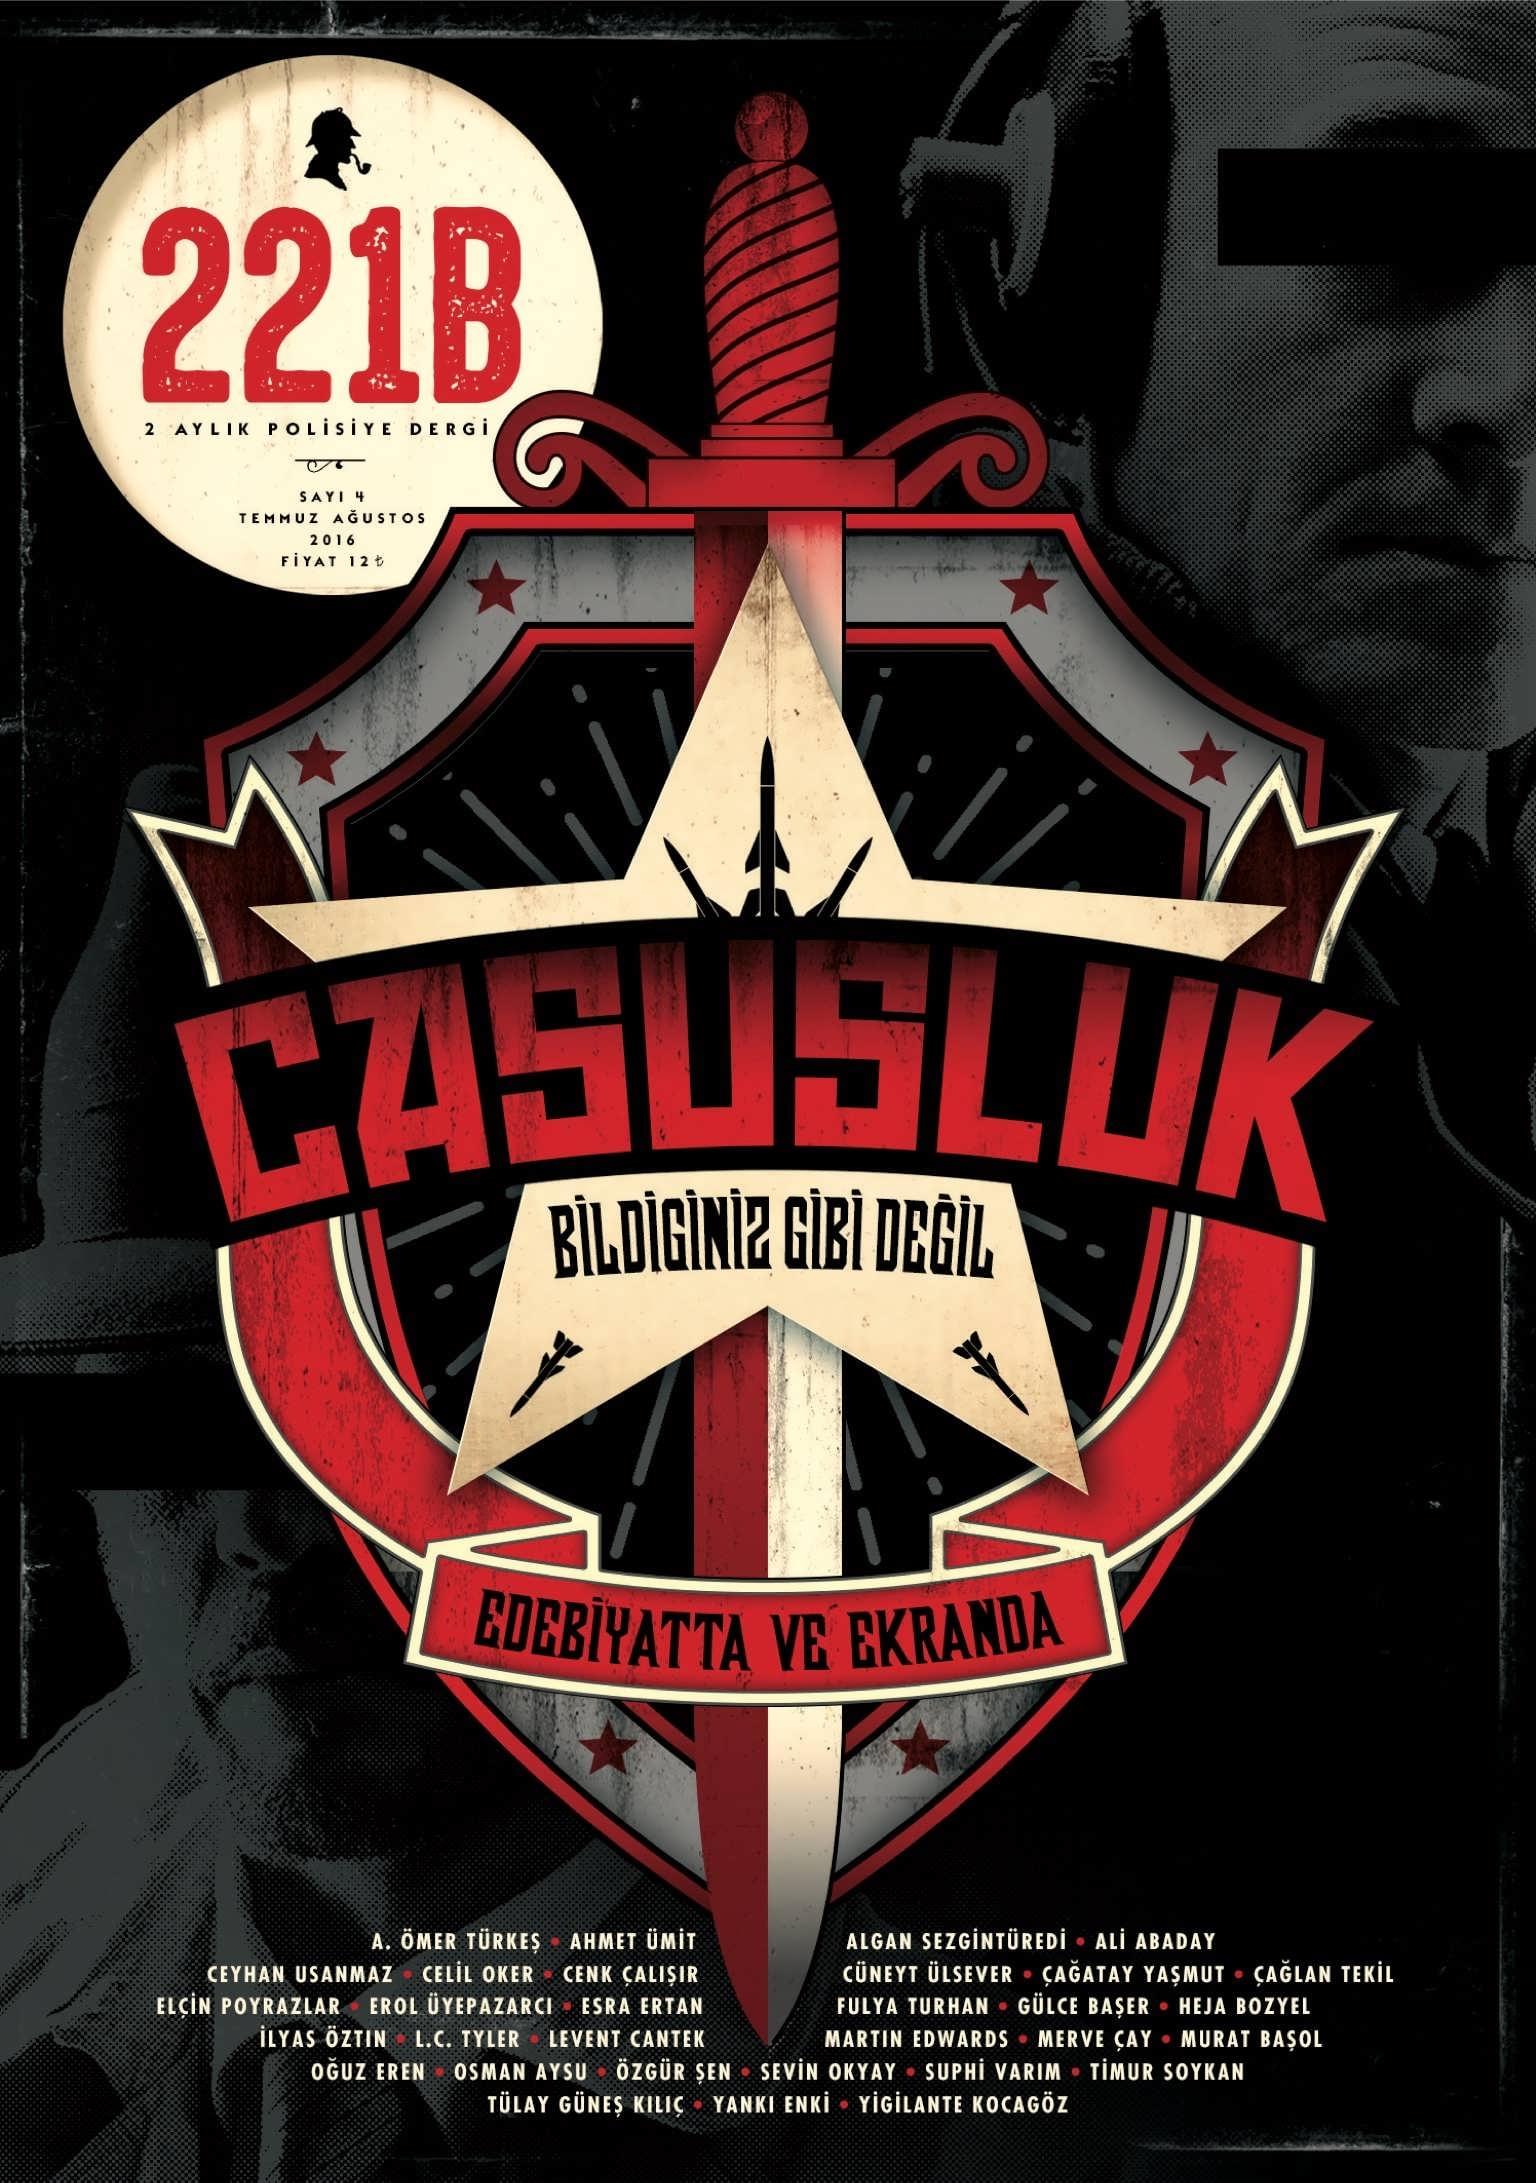 221B
2 AYLIK POLİSİYE DERGİ
SAYI 4
TEMMUZ AĞUSTOS
2016
FİYAT 12₺
CASUSLUK
BİLDİGİNİZ GİBİ DEĞİL
EDEBİYATTA VE EKRANDA
A. ÖMER TÜRKEŞ • AHMET ÜMİT ALGAN SEZGİNTÜREDİ • ALİ ABADAY
CEYHAN USANMAZ • CELİL OKER • CENK ÇALIŞIR CÜNEYT ÜLSEVER • ÇAĞATAY YAŞMUT • ÇAĞLAN TEKİL
ELÇİN POYRAZLAR • EROL ÜYEPAZARCI • ESRA ERTAN FULYA TURHAN • GÜLCE BAŞER • HEJA BOZYEL
İLYAS ÖZTIN • L.C. TYLER • LEVENT CANTEK MARTIN EDWARDS • MERVE ÇAY • MURAT BAŞOL
OĞUZ EREN • OSMAN AYSU • ÖZGÜR ŞEN • SEVİN OKYAY • SUPHİ VARIM • TİMUR SOYKAN
TÜLAY GÜNEŞ KILIÇ • YANKI ENKİ • YİGİLANTE KOCAGÖZ